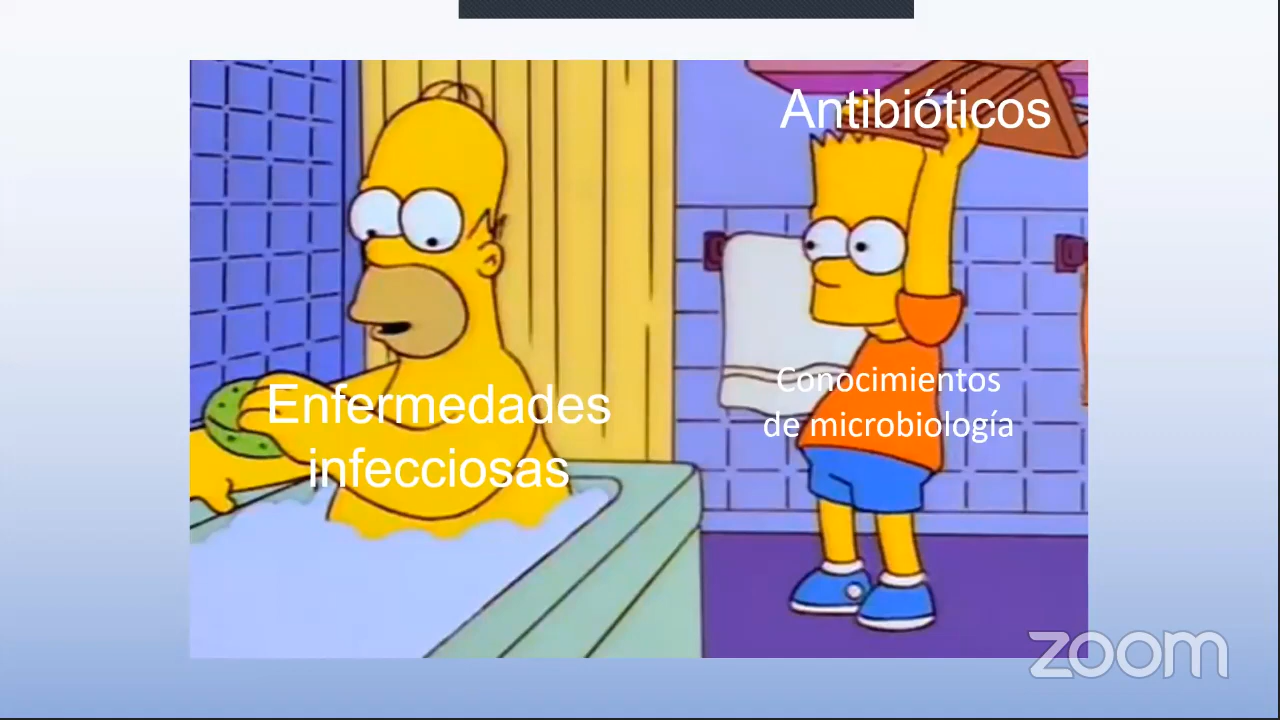 Antibióticos
Enfermedades
infecciosas
Conocimientos
de microbiología
zoom